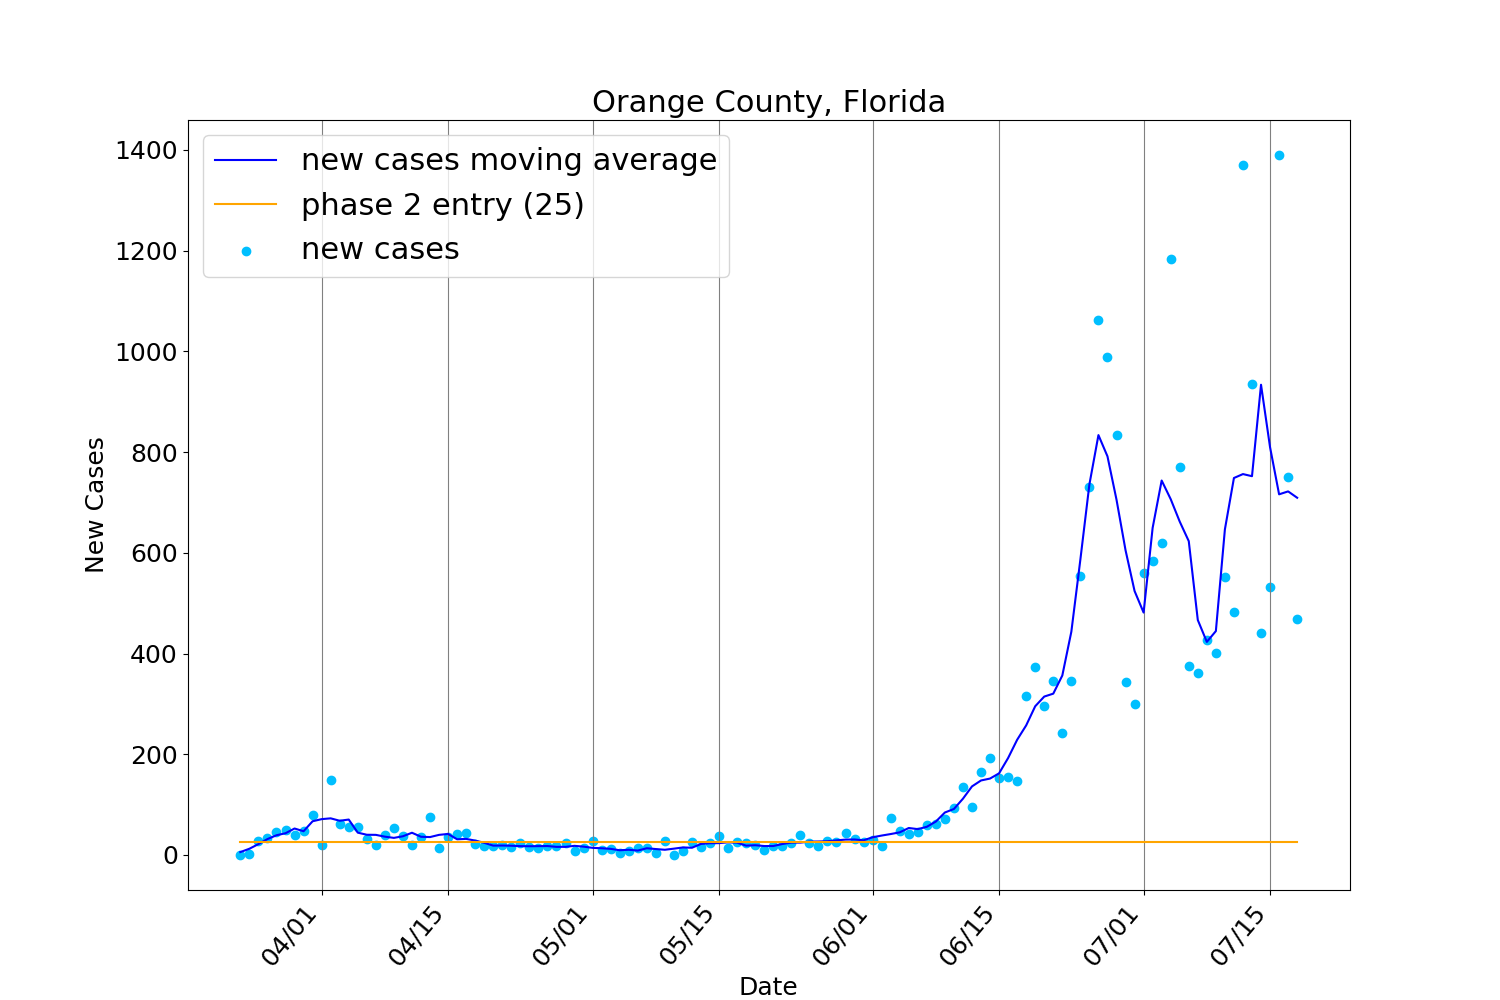 Orange County, Florida
new cases moving average
phase 2 entry (25)
new cases
1400
1200
1000
800
600
400
200
0
New Cases
04/01
04/15
05/01
05/15
06/01
06/15
07/01
07/15
Date